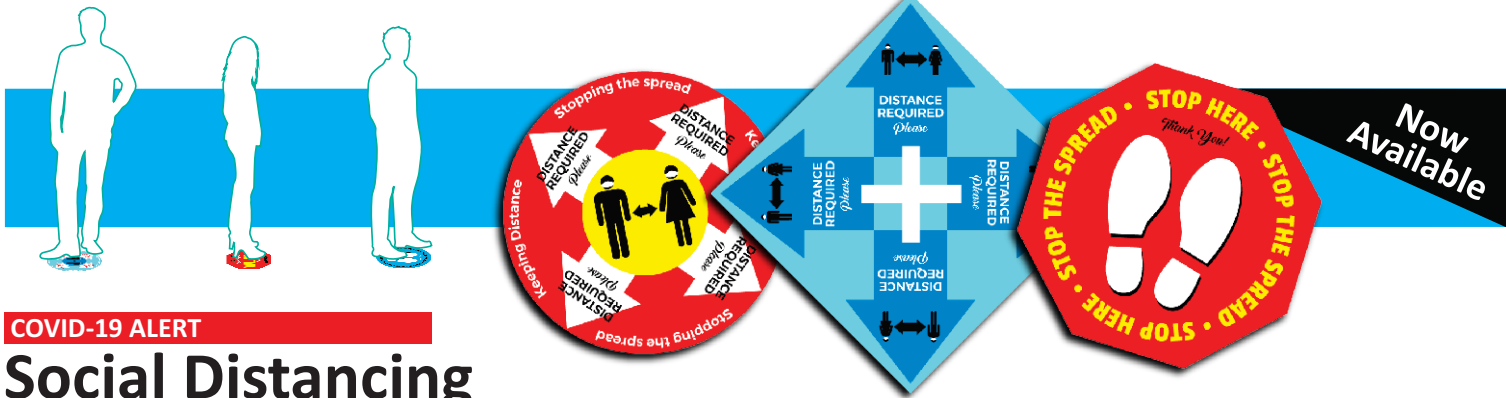 COVID-19 ALERT
Social Distancing
Stopping the spread
Keeping Distance
Stopping the spread
Ke
DISTANCE
REQUIRED
Please
DISTANCE
REQUIRED
Please
DISTANCE
REQUIRED
Please
DISTANCE
REQUIRED
Please
DISTANCE
REQUIRED
Please
DISTANCE
REQUIRED
Please
DISTANCE
REQUIRED
Please
DISTANCE
REQUIRED
Please
STOP HERE • STOP THE SPREAD • STOP HERE • STOP THE SPREAD •
Thank You!
Now
Available